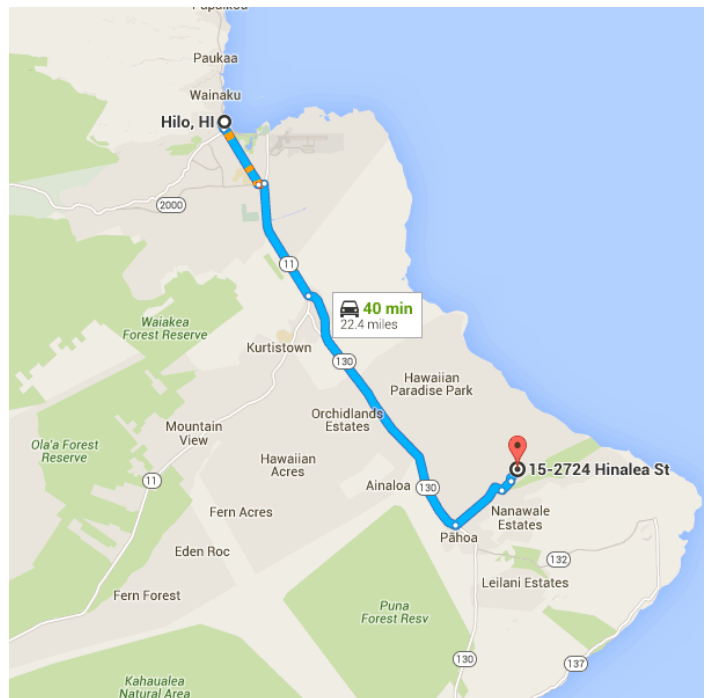 Papaikou
Paukaa
Wainaku
Hilo, HI
2000
11
40 min
22.4 miles
Waiakea
Forest Reserve
Kurtistown
130
Hawaiian
Paradise Park
Orchidlands
Estates
Mountain
View
Ola'a Forest
Reserve
Hawaiian
Acres
15-2724 Hinalea St
11
Ainaloa
130
Fern Acres
Nanawale
Estates
Pāhoa
Eden Roc
132
Leilani Estates
Fern Forest
Puna
Forest Resv
130
137
Kahaualea
Natural Area